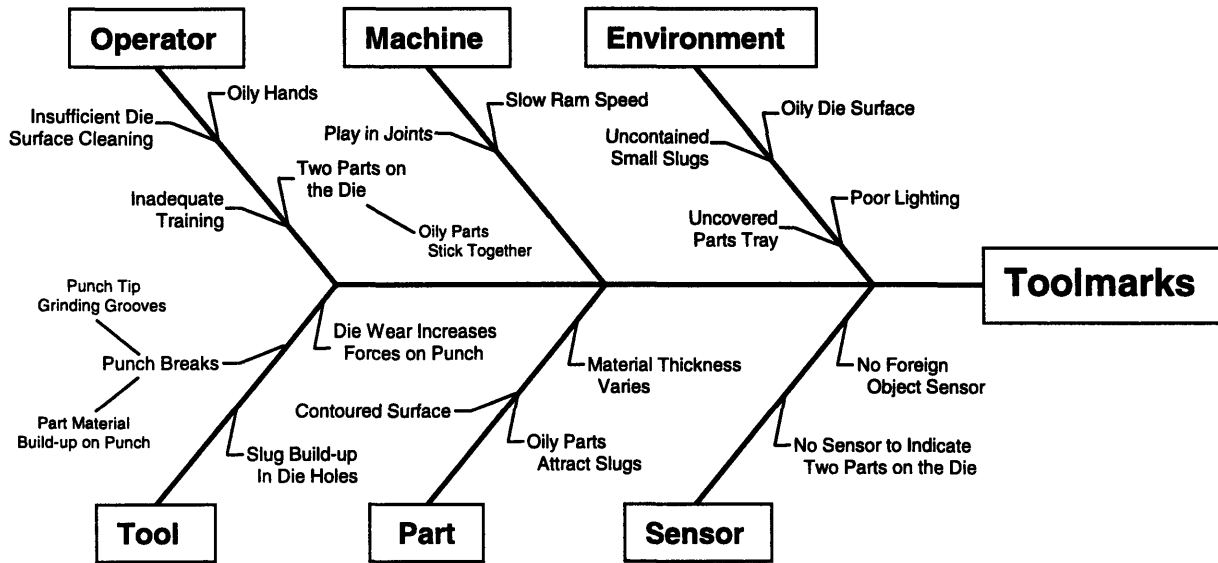 Operator
Machine
Environment
Oily Hands
Insufficient Die
Surface Cleaning
Two Parts on
the Die
Inadequate
Training
Oily Parts
Stick Together
Slow Ram Speed
Play in Joints
Oily Die Surface
Uncontained
Small Slugs
Poor Lighting
Uncovered
Parts Tray
Toolmarks
Punch Tip
Grinding Grooves
Die Wear Increases
Forces on Punch
Punch Breaks
Part Material
Build-up on Punch
Slug Build-up
In Die Holes
Material Thickness
Varies
Contoured Surface
Oily Parts
Attract Slugs
No Foreign
Object Sensor
No Sensor to Indicate
Two Parts on the Die
Tool
Part
Sensor